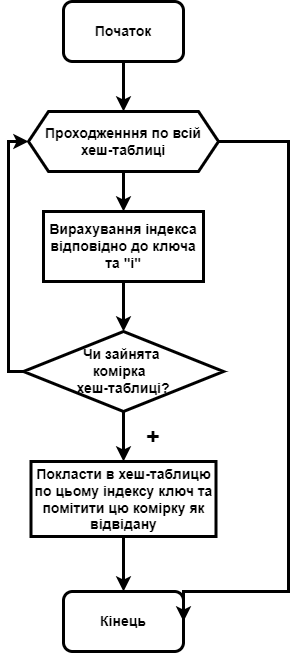 Початок
Проходженння по всій
хеш-таблиці
Вирахування індекса
відповідно до ключа
та "і"
Чи зайнята
комірка
хеш-таблиці?
+
Покласти в хеш-таблицю
по цьому індексу ключ та
помітити цю комірку як
відвідану
Кінець